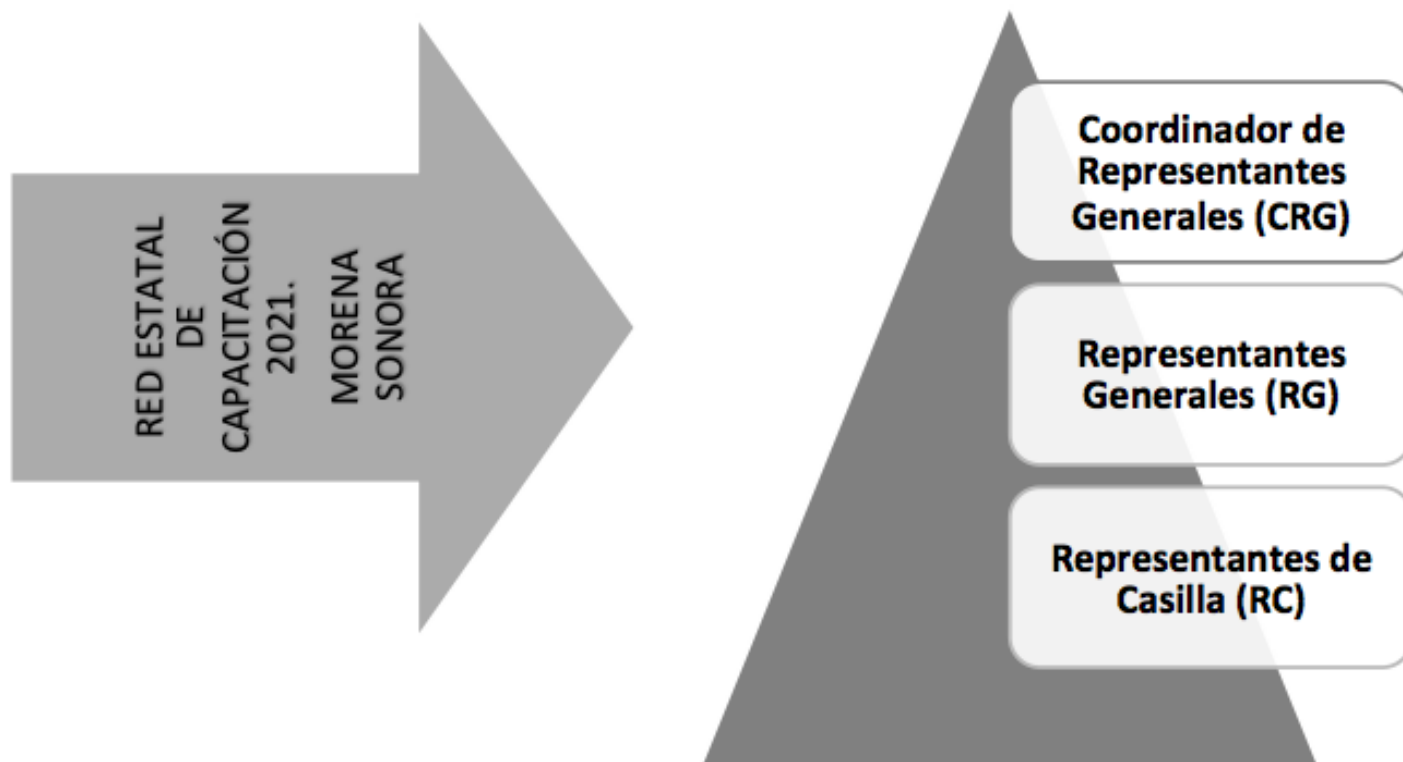 RED ESTATAL
DE
CAPACITACIÓN
2021.
MORENA
SONORA
Coordinador de
Representantes
Generales (CRG)
Representantes
Generales (RG)
Representantes de
Casilla (RC)